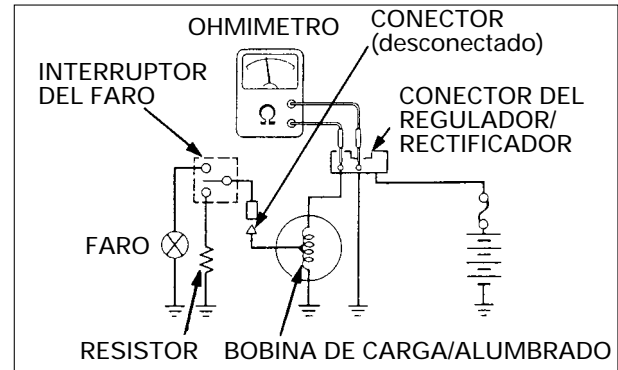 OHMIMETRO
CONECTOR
(desconectado)
INTERRUPTOR
DEL FARO
Ω
CONECTOR DEL
REGULADOR/
RECTIFICADOR
FARO
RESISTOR
BOBINA DE CARGA/ALUMBRADO